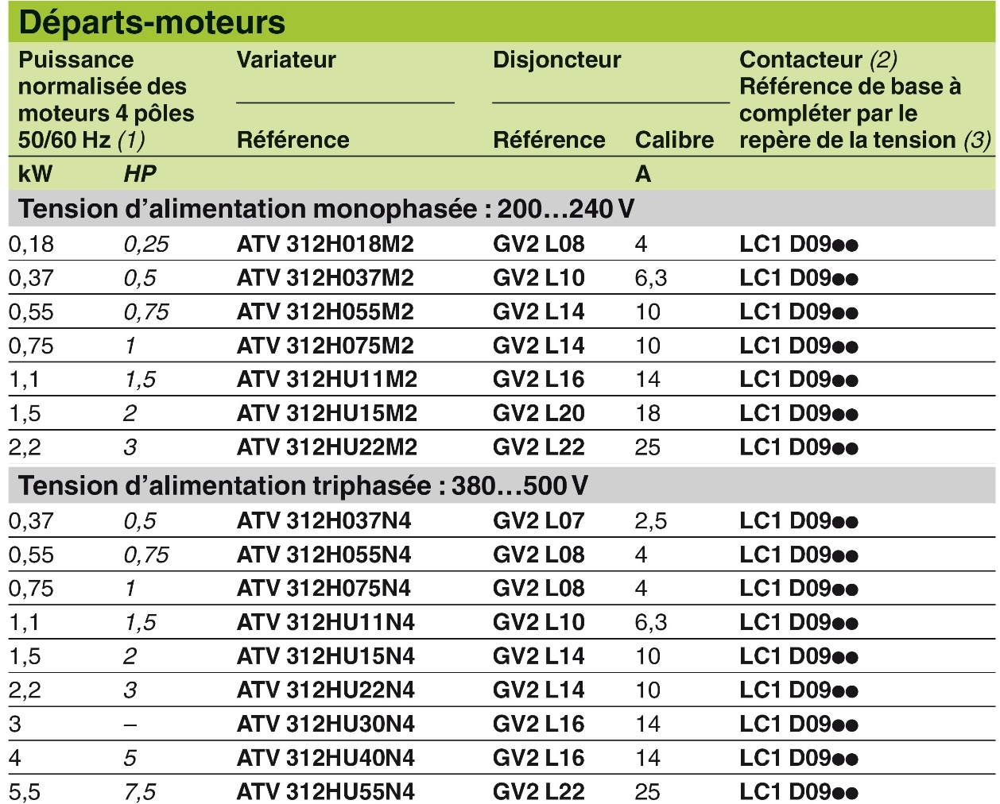 Départs-moteurs
Puissance normalisée des moteurs 4 pôles 50/60 Hz (1)
Variateur
Référence
Disjoncteur
Référence Calibre
Contacteur (2)
Référence de base à compléter par le repère de la tension (3)
kW HP A
Tension d’alimentation monophasée : 200…240 V
0,18 0,25 ATV 312H018M2 GV2 L08 4 LC1 D09●●
0,37 0,5 ATV 312H037M2 GV2 L10 6,3 LC1 D09●●
0,55 0,75 ATV 312H055M2 GV2 L14 10 LC1 D09●●
0,75 1 ATV 312H075M2 GV2 L14 10 LC1 D09●●
1,1 1,5 ATV 312HU11M2 GV2 L16 14 LC1 D09●●
1,5 2 ATV 312HU15M2 GV2 L20 18 LC1 D09●●
2,2 3 ATV 312HU22M2 GV2 L22 25 LC1 D09●●
Tension d’alimentation triphasée : 380…500 V
0,37 0,5 ATV 312H037N4 GV2 L07 2,5 LC1 D09●●
0,55 0,75 ATV 312H055N4 GV2 L08 4 LC1 D09●●
0,75 1 ATV 312H075N4 GV2 L08 4 LC1 D09●●
1,1 1,5 ATV 312HU11N4 GV2 L10 6,3 LC1 D09●●
1,5 2 ATV 312HU15N4 GV2 L14 10 LC1 D09●●
2,2 3 ATV 312HU22N4 GV2 L14 10 LC1 D09●●
3 – ATV 312HU30N4 GV2 L16 14 LC1 D09●●
4 5 ATV 312HU40N4 GV2 L16 14 LC1 D09●●
5,5 7,5 ATV 312HU55N4 GV2 L22 25 LC1 D09●●